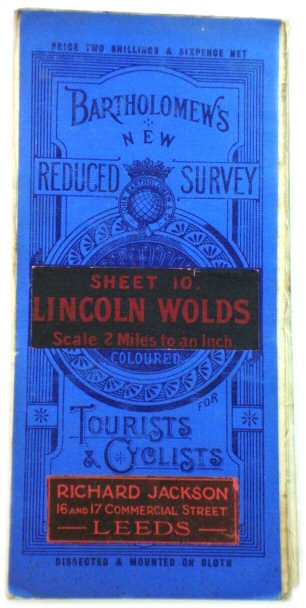 PRICE TWO SHILLINGS & SIXPENCE NET
BARTHOLOMEW'S
NEW
REDUCED SURVEY
SHEET 10.
LINCOLN WOLDS
Scale 2 Miles to an Inch.
COLOURED
FOR
TOURISTS
& CYCLISTS
RICHARD JACKSON
16 AND 17 COMMERCIAL STREET
— LEEDS —
DISSECTED & MOUNTED ON CLOTH